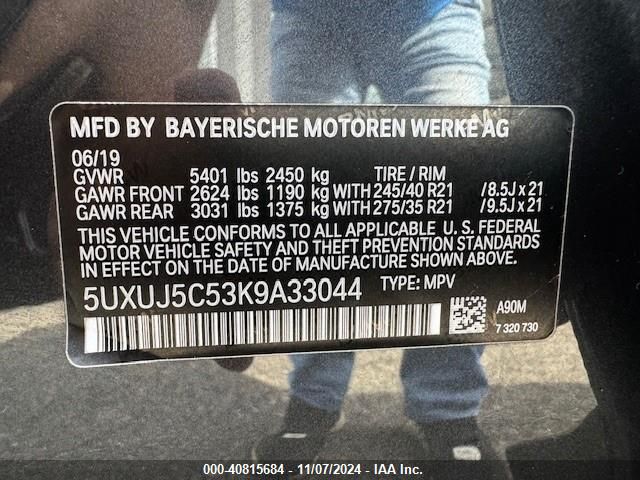 MFD BY BAYERISCHE MOTOREN WERKE AG
06/19
GVWR 5401 lbs 2450 kg TIRE / RIM
GAWR FRONT 2624 lbs 1190 kg WITH 245/40 R21 / 8.5J x 21
GAWR REAR 3031 lbs 1375 kg WITH 275/35 R21 / 9.5J x 21
THIS VEHICLE CONFORMS TO ALL APPLICABLE U. S. FEDERAL
MOTOR VEHICLE SAFETY AND THEFT PREVENTION STANDARDS
IN EFFECT ON THE DATE OF MANUFACTURE SHOWN ABOVE.
5UXUJ5C53K9A33044 TYPE: MPV
A90M
7 320 730
000-40815684 - 11/07/2024 - IAA Inc.